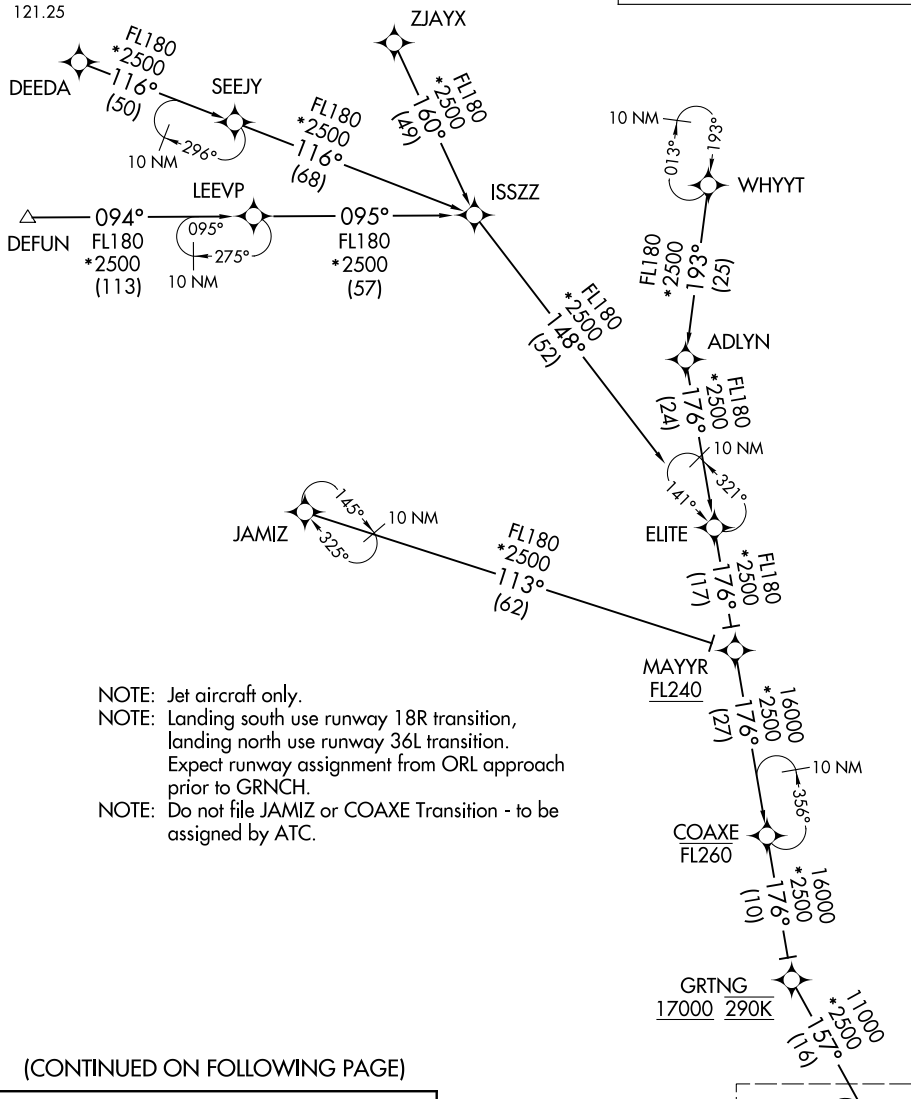 121.25
ZJAYX
DEEDA
FL180
*2500
116°
(50)
SEEJY
10 NM
296°
FL180
*2500
116°
(68)
FL180
*2500
160°
(49)
ISSZZ
10 NM
013°
193°
WHYYT
LEEVP
DEFUN
094°
FL180
*2500
(113)
095°
275°
10 NM
095°
FL180
*2500
(57)
FL180
*2500
193°
(25)
FL180
*2500
148°
(52)
ADLYN
FL180
*2500
176°
(24)
10 NM
321°
141°
ELITE
JAMIZ
145°
325°
10 NM
FL180
*2500
113°
(62)
FL180
*2500
176°
(17)
MAYYR
FL240
16000
*2500
176°
(27)
10 NM
356°
COAXE
FL260
NOTE: Jet aircraft only.
NOTE: Landing south use runway 18R transition,
landing north use runway 36L transition.
Expect runway assignment from ORL approach
prior to GRNCH.
NOTE: Do not file JAMIZ or COAXE Transition - to be
assigned by ATC.
16000
*2500
176°
(10)
GRTNG
17000 290K
11000
*2500
157°
(16)
(CONTINUED ON FOLLOWING PAGE)